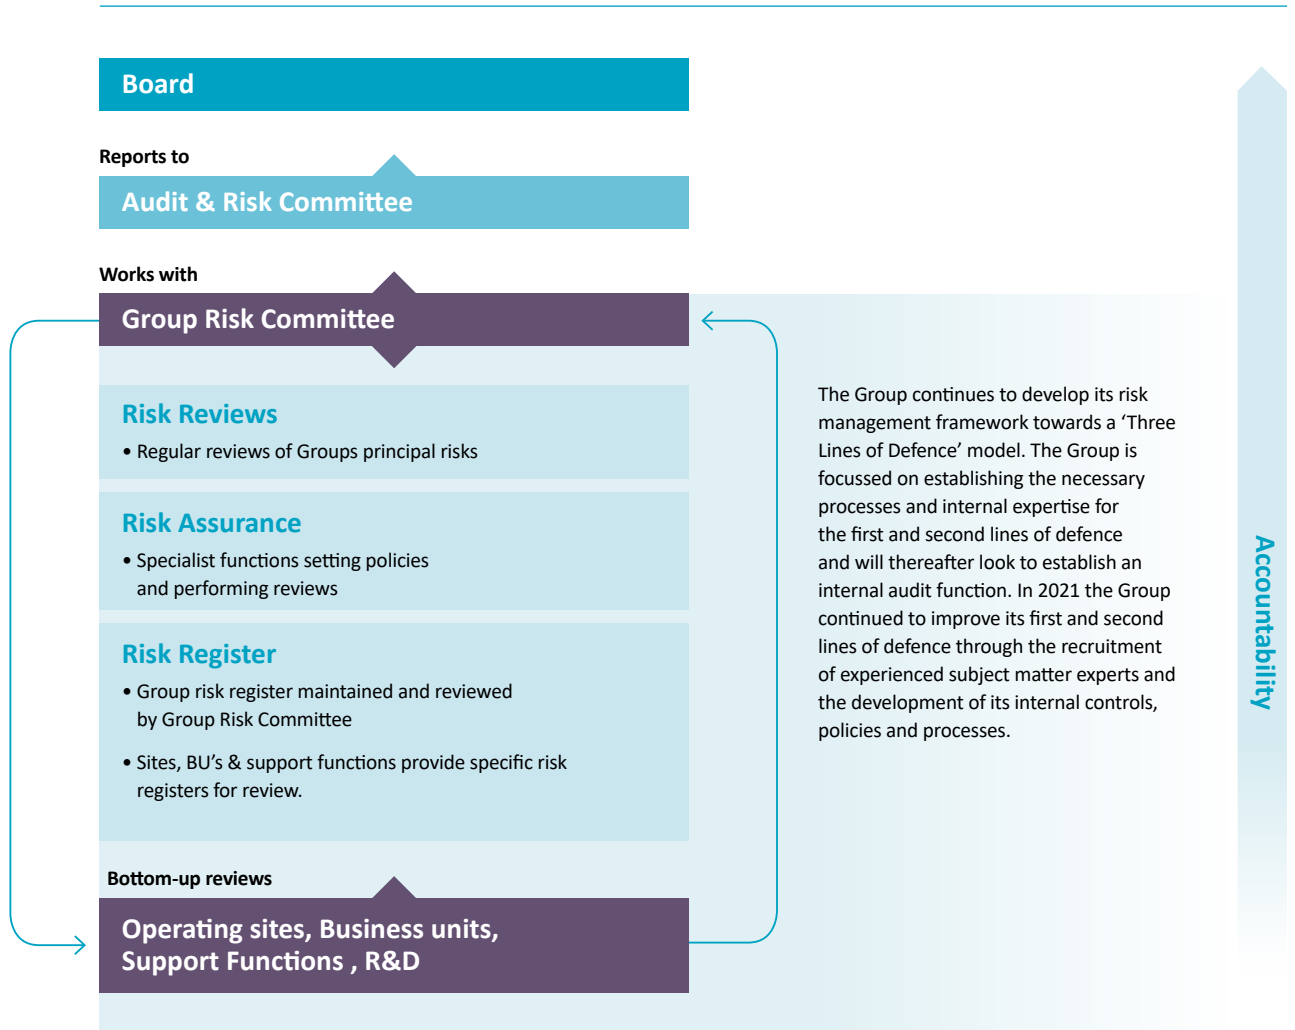 Board
Reports to
Audit & Risk Committee
Works with
Group Risk Committee
Risk Reviews
• Regular reviews of Groups principal risks
Risk Assurance
• Specialist functions setting policies
and performing reviews
Risk Register
• Group risk register maintained and reviewed
by Group Risk Committee
• Sites, BU’s & support functions provide specific risk
registers for review.
Bottom-up reviews
Operating sites, Business units,
Support Functions , R&D
The Group continues to develop its risk
management framework towards a ‘Three
Lines of Defence’ model. The Group is
focussed on establishing the necessary
processes and internal expertise for
the first and second lines of defence
and will thereafter look to establish an
internal audit function. In 2021 the Group
continued to improve its first and second
lines of defence through the recruitment
of experienced subject matter experts and
the development of its internal controls,
policies and processes.
Accountability